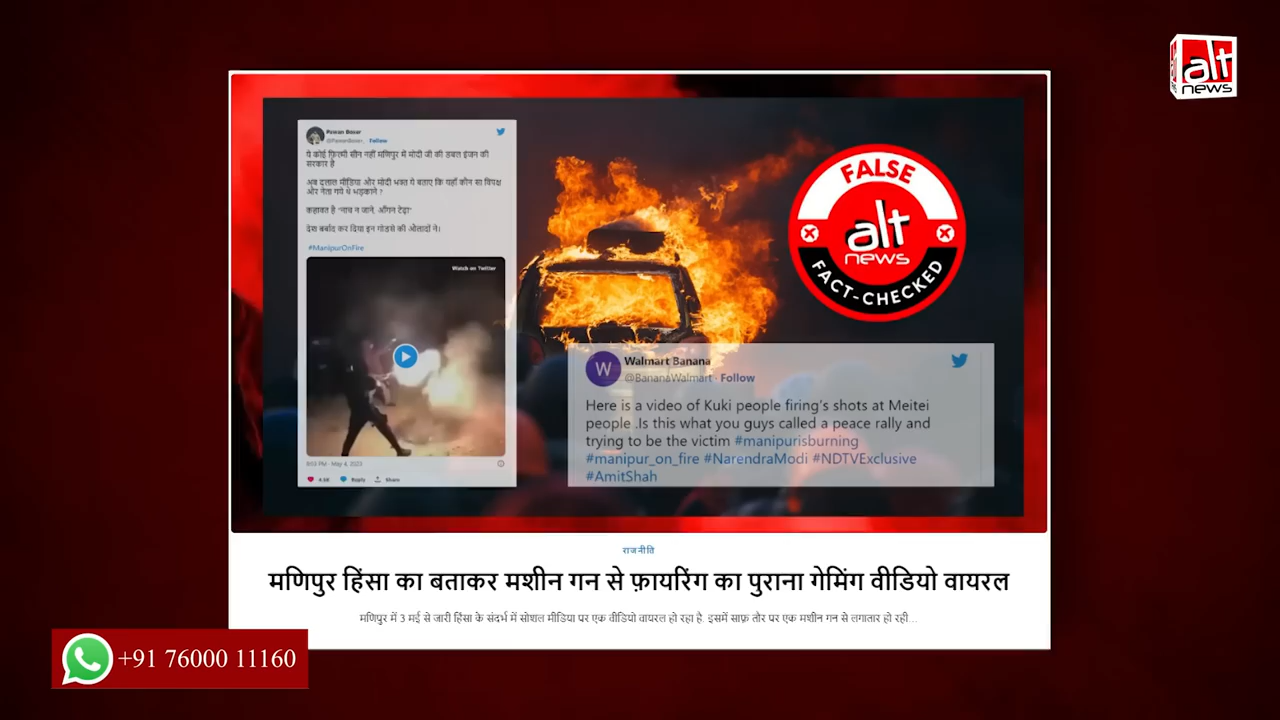 alt
news
Pawan Benar
@PawanBenar_ Follow
ये कोई फ़िल्मी सीन नहीं मणिपुर में मोदी जी की डबल इंजन की
सरकार है
अब दलाल मीडिया और मोदी भक्त ये बताए कि यहाँ कौन सा विपक्ष
और नेता गये थे भड़काने ?
कहावत है "नाच न जाने, आँगन टेढ़ा"
देश बर्बाद कर दिया इन गोडसे की औलादों ने।
#ManipurOnFire
Watch on Twitter
9:53 PM · May 4, 2023
Reply Share
FALSE
alt
news
FACT-CHECKED
W
Walmart Banana
@BananaWalmart · Follow
Here is a video of Kuki people firing's shots at Meitei
people .Is this what you guys called a peace rally and
trying to be the victim #manipurisburning
#manipur_on_fire #NarendraModi #NDTVExclusive
#AmitShah
राजनीति
मणिपुर हिंसा का बताकर मशीन गन से फ़ायरिंग का पुराना गेमिंग वीडियो वायरल
मणिपुर में 3 मई से जारी हिंसा के संदर्भ में सोशल मीडिया पर एक वीडियो वायरल हो रहा है. इसमें साफ़ तौर पर एक मशीन गन से लगातार हो रही...
+91 76000 11160